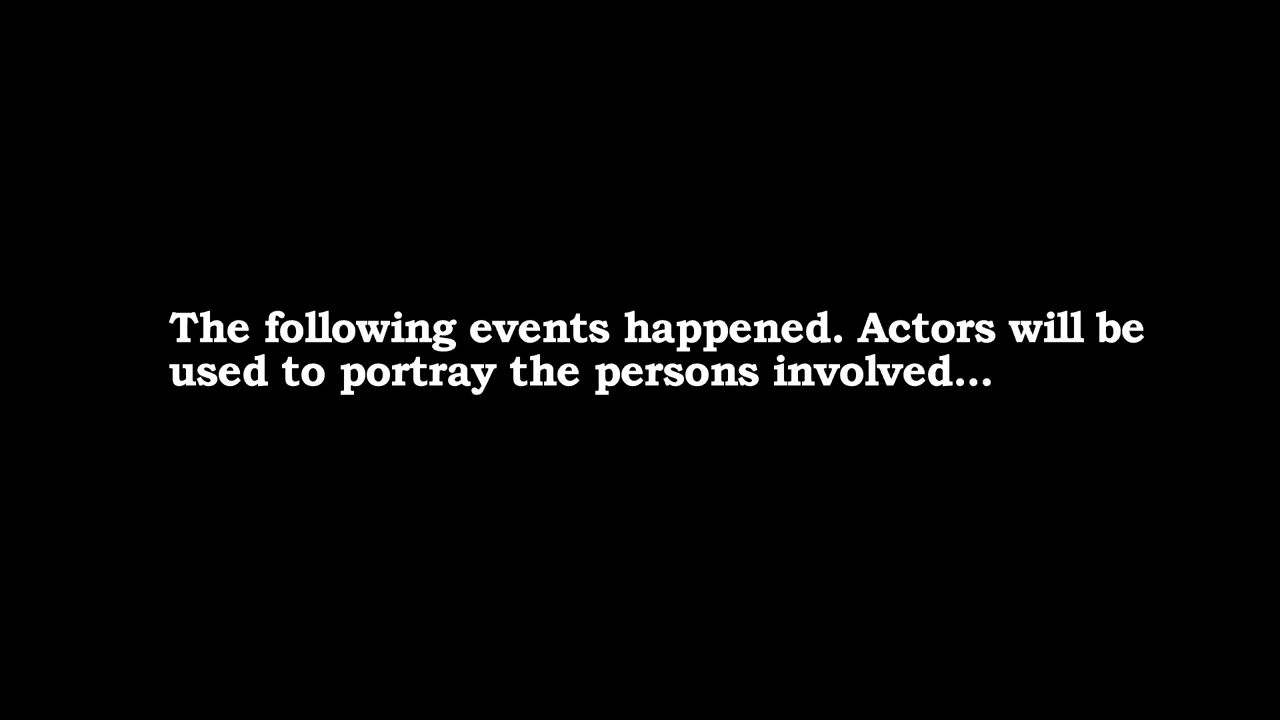 The following events happened. Actors will be
used to portray the persons involved...